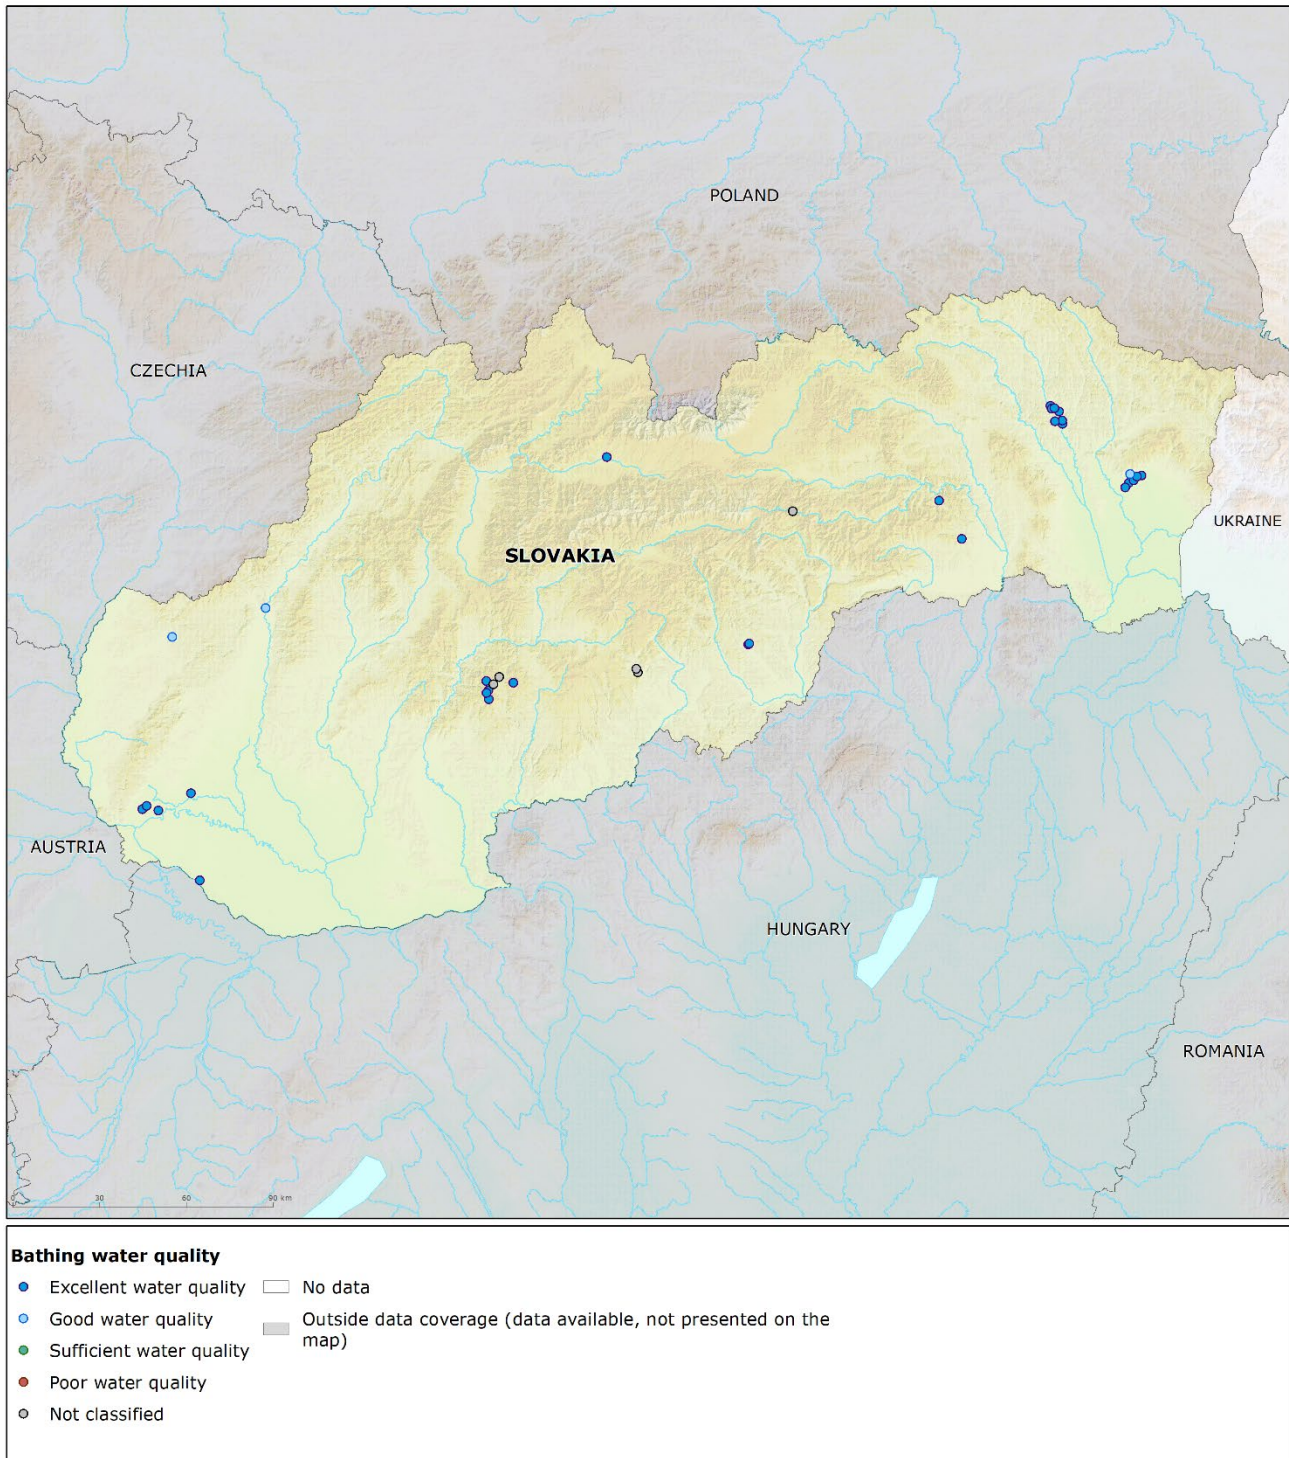 POLAND
CZECHIA
UKRAINE
SLOVAKIA
AUSTRIA
HUNGARY
ROMANIA
0 30 60 90 km
Bathing water quality
Excellent water quality
No data
Good water quality
Outside data coverage (data available, not presented on the
map)
Sufficient water quality
Poor water quality
Not classified